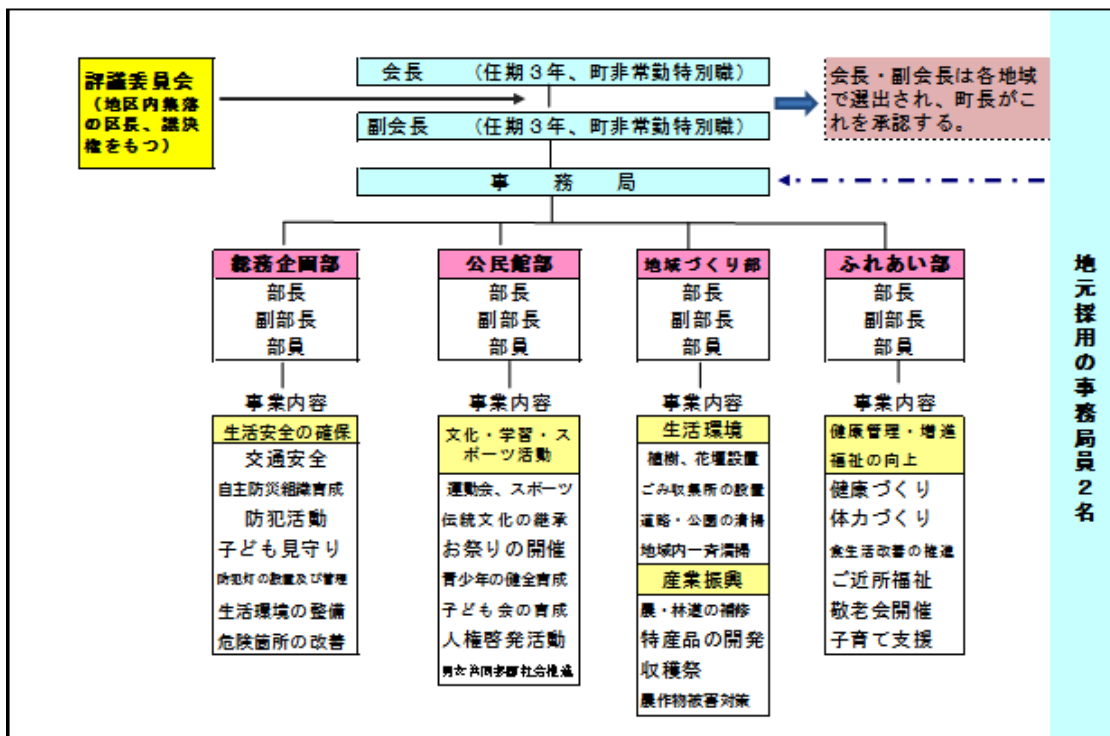 評議委員会
(地区内集落
の区長、議決
権をもつ)
会長 (任期3年、町非常勤特別職)
副会長 (任期3年、町非常勤特別職)
会長・副会長は各地域
で選出され、町長がこ
れを承認する。
事務局
地元採用の事務局員2名
総務企画部
部長
副部長
部員
事業内容
生活安全の確保
交通安全
自主防災組織育成
防犯活動
子ども見守り
防犯灯の設置及び管理
生活環境の整備
危険箇所の改善
公民館部
部長
副部長
部員
事業内容
文化・学習・ス
ポーツ活動
運動会、スポーツ
伝統文化の継承
お祭りの開催
青少年の健全育成
子ども会の育成
人権啓発活動
男女共同参画社会推進
地域づくり部
部長
副部長
部員
事業内容
生活環境
植樹、花壇設置
ごみ収集所の設置
道路・公園の清掃
地域内一斉清掃
産業振興
農・林道の補修
特産品の開発
収穫祭
農作物被害対策
ふれあい部
部長
副部長
部員
事業内容
健康管理・増進
福祉の向上
健康づくり
体力づくり
食生活改善の推進
ご近所福祉
敬老会開催
子育て支援